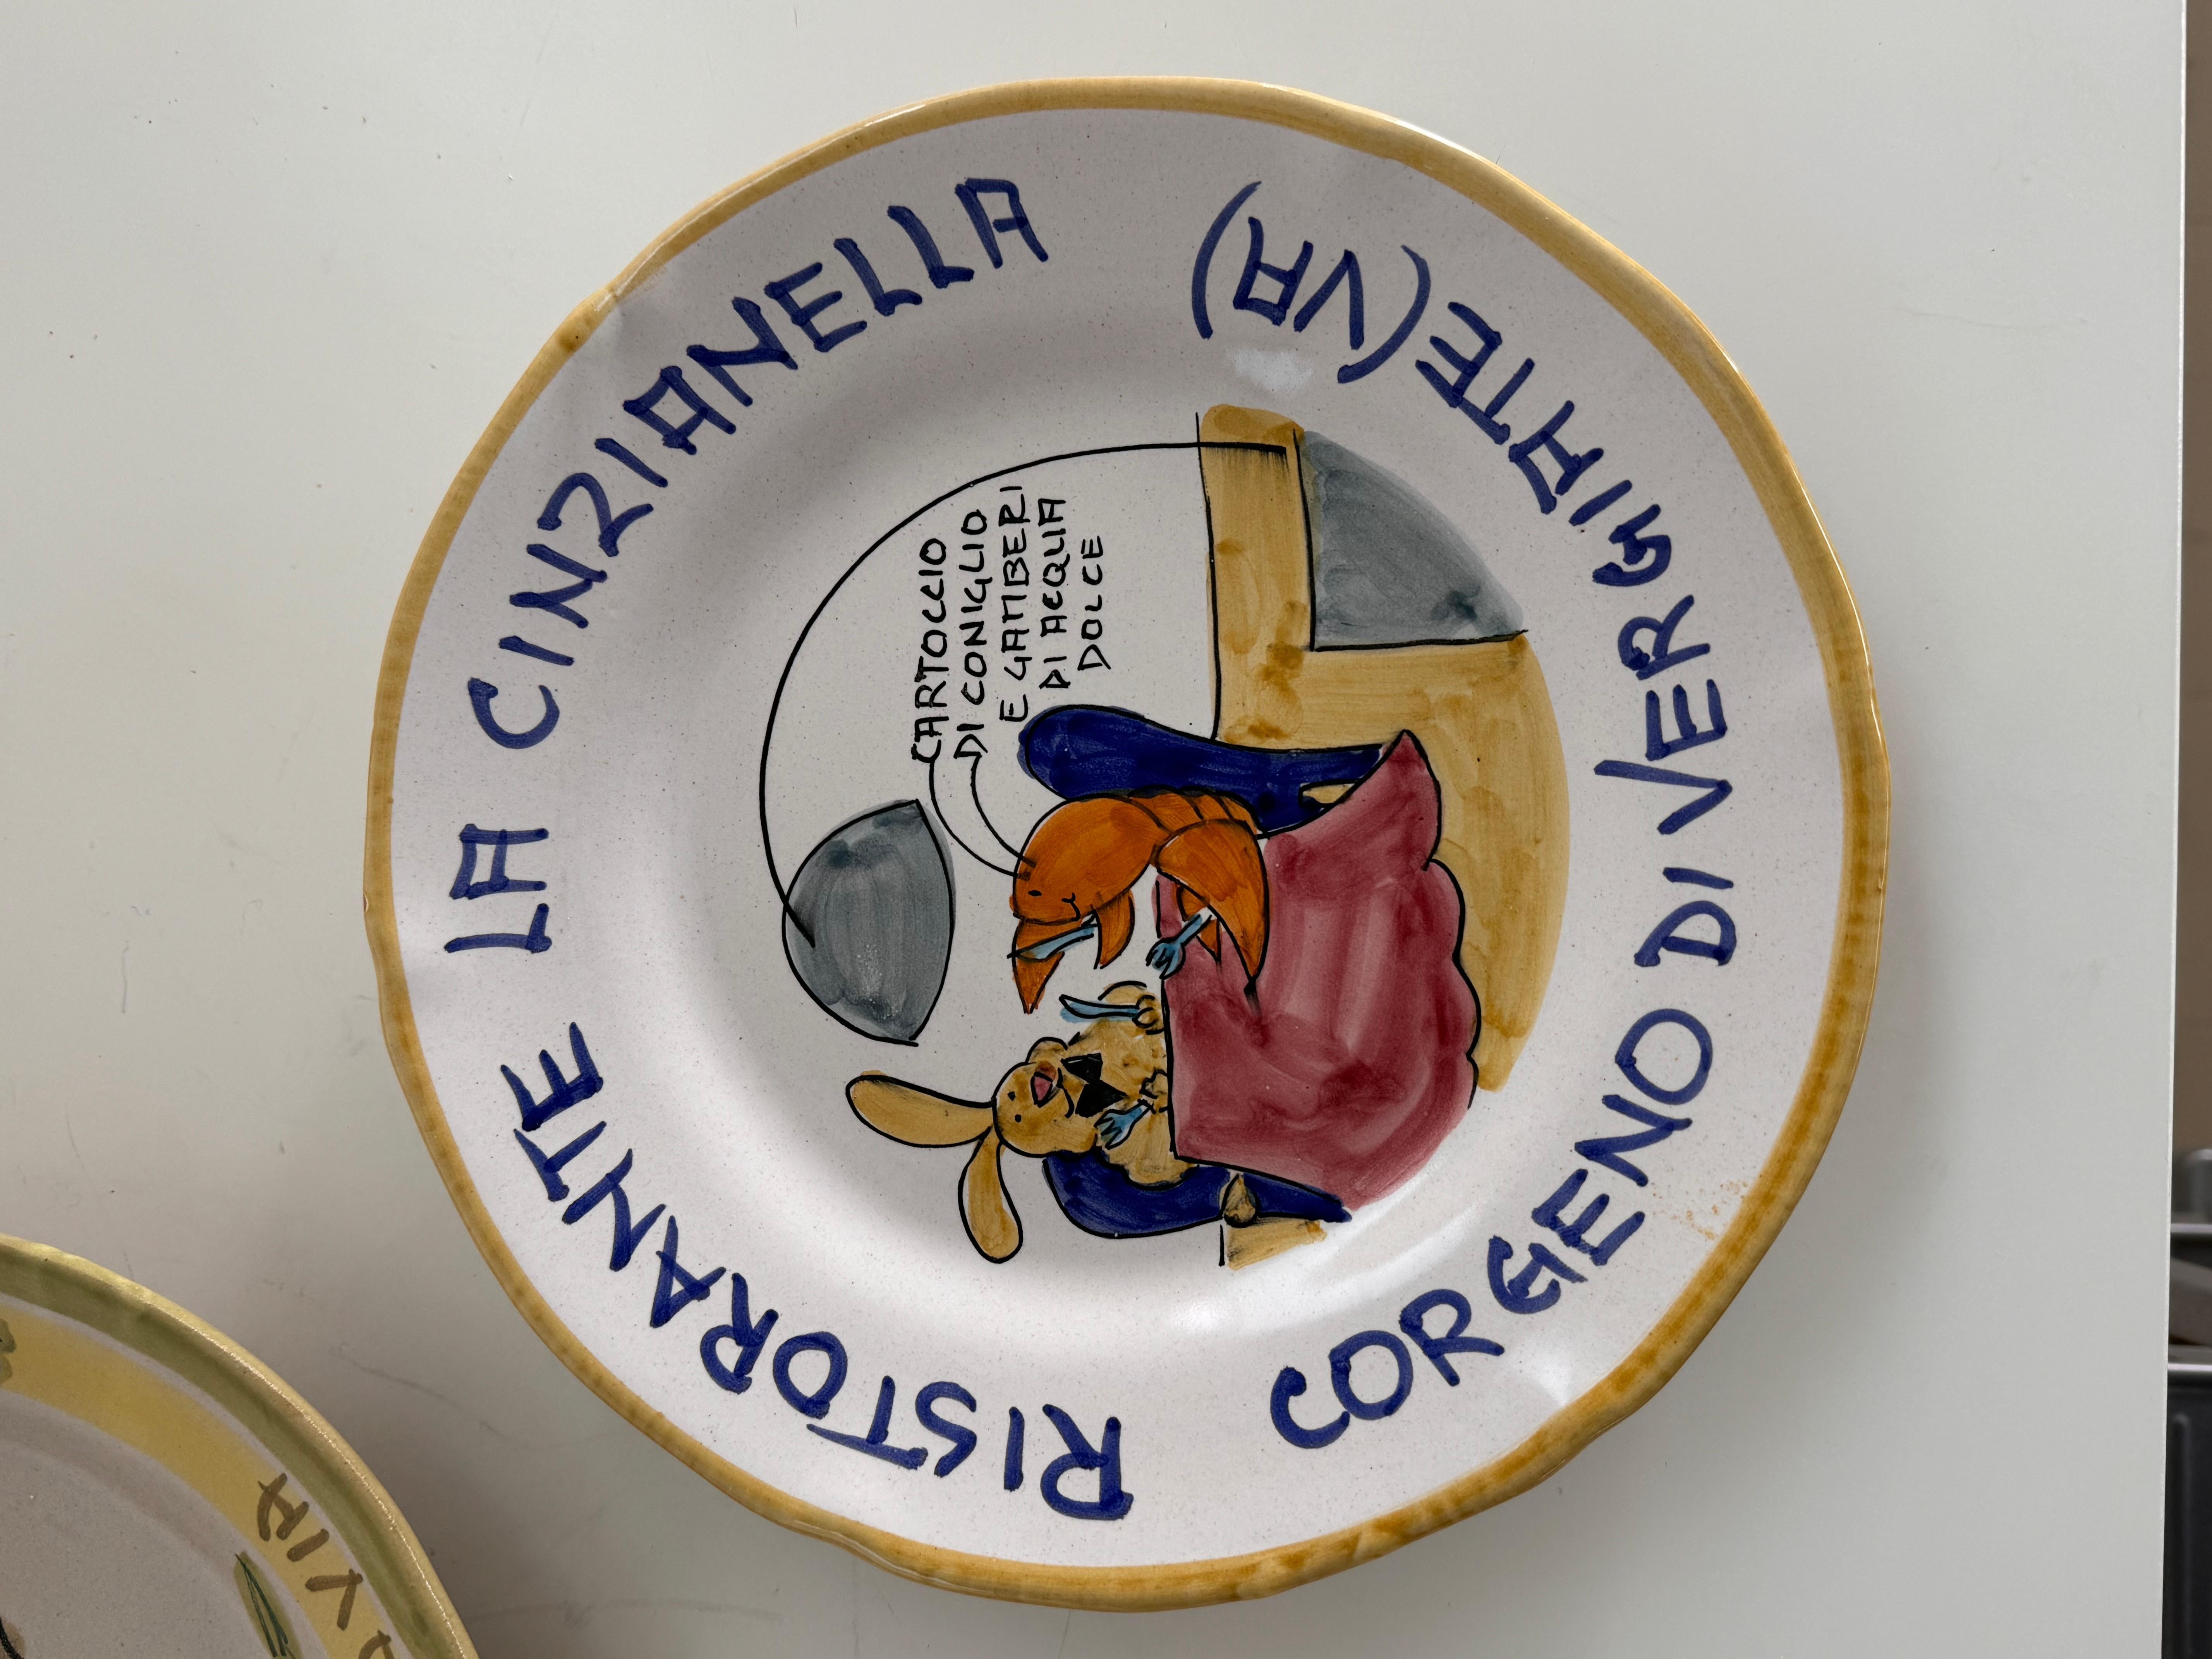 RISTORANTE LA CINZIANELLA
CARTOCCIO
DI CONIGLIO
E GAMBERI
DI ACQUA
DOLCE
CORGENO DI VERGIATE (VA)